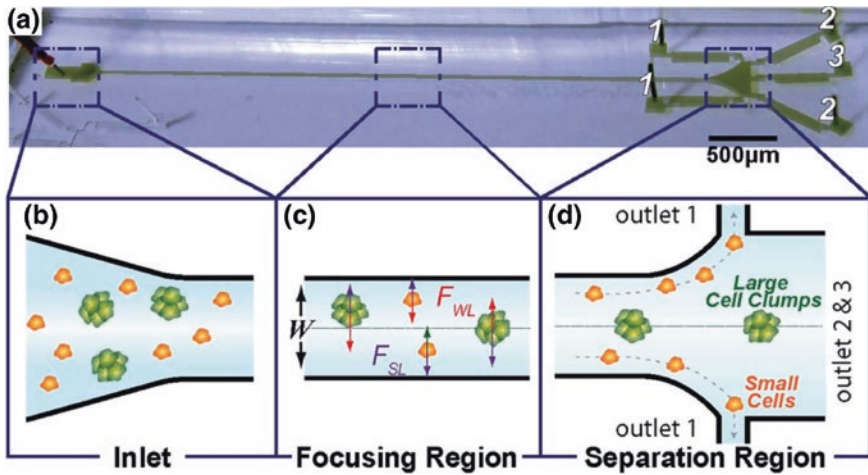 (a)
1
2
3
1
2
500μm
(b)
(c)
(d)
outlet 1
W
F_WL
F_SL
Large
Cell Clumps
outlet 2 & 3
Small
Cells
outlet 1
Inlet
Focusing Region
Separation Region